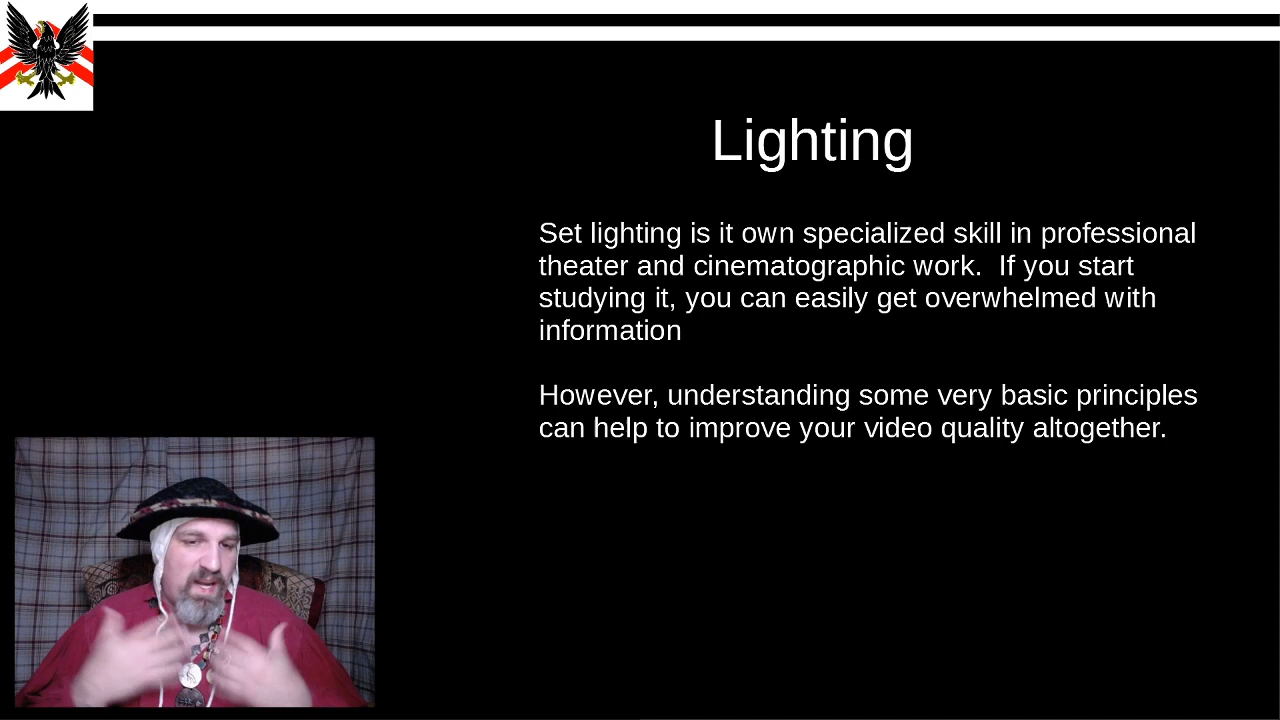 Lighting
Set lighting is it own specialized skill in professional
theater and cinematographic work.  If you start
studying it, you can easily get overwhelmed with
information
However, understanding some very basic principles
can help to improve your video quality altogether.